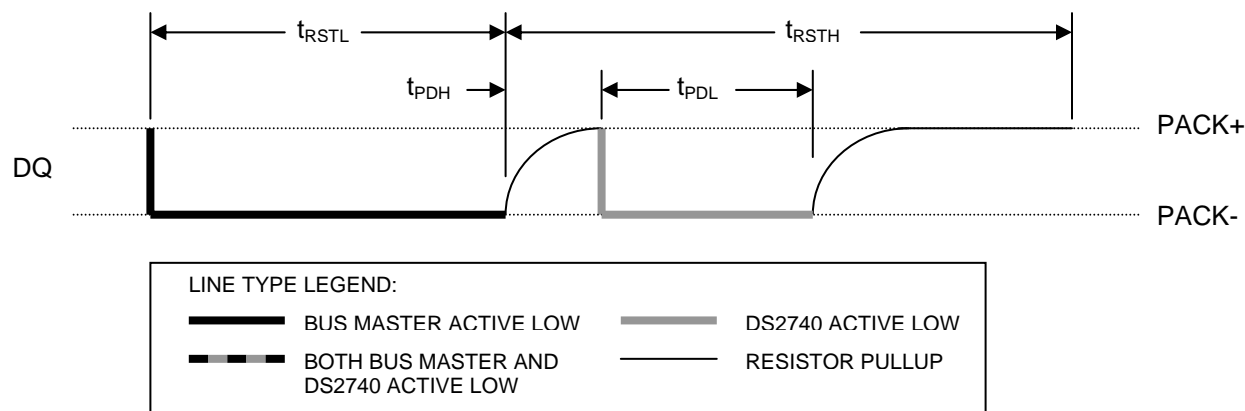 tRSTL
tRSTH
tPDH
tPDL
PACK+
DQ
PACK-
LINE TYPE LEGEND:
BUS MASTER ACTIVE LOW
DS2740 ACTIVE LOW
BOTH BUS MASTER AND
DS2740 ACTIVE LOW
RESISTOR PULLUP